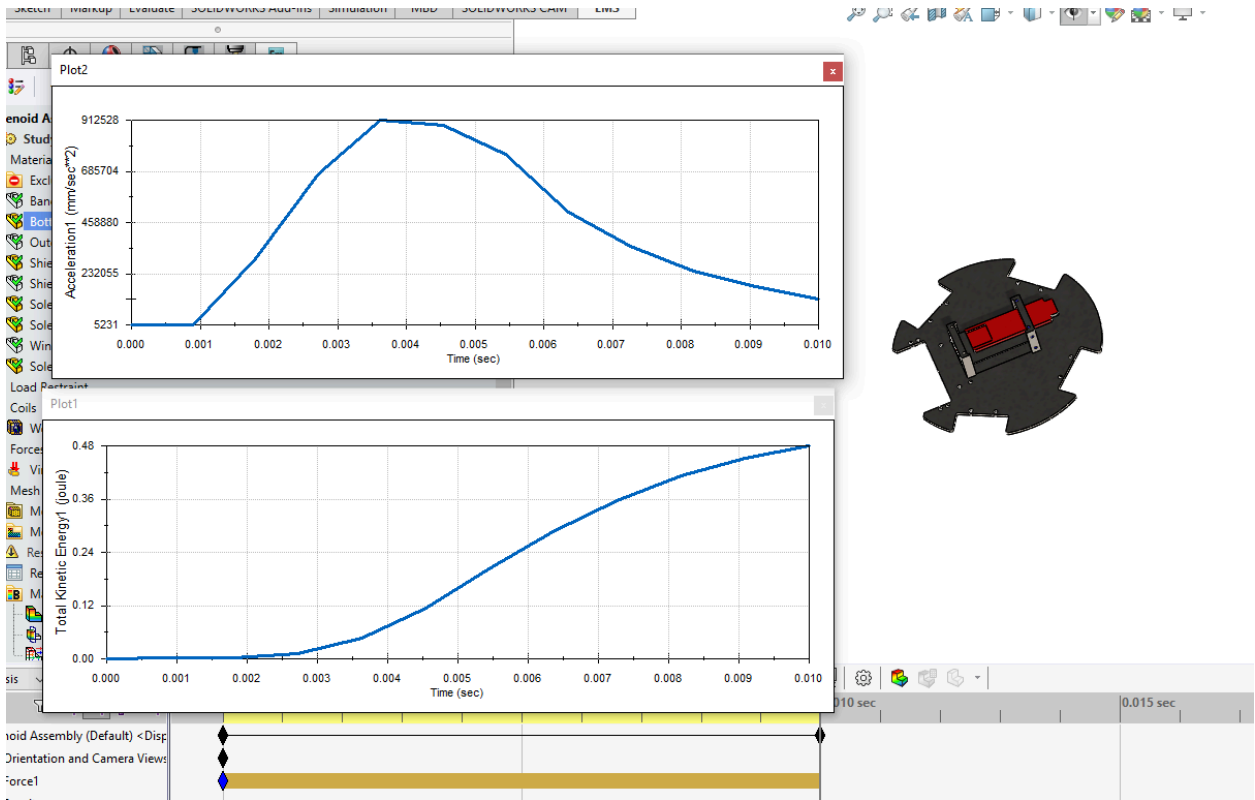 Sketch Markup Evaluate SOLIDWORKS Add-Ins Simulation MBD SOLIDWORKS CAM EMS
Plot2
x
enoid A
Stud
Materia
Excl
Ban
Bott
Out
Shie
Shie
Sole
Sole
Win
Sole
Load Restraint
Coils
W
Forces
Vi
Mesh
M
M
Re
Re
M
Acceleration1 (mm/sec**2)
912528
685704
458880
232055
5231
0.000 0.001 0.002 0.003 0.004 0.005 0.006 0.007 0.008 0.009 0.010
Time (sec)
Plot1
x
Total Kinetic Energy1 (joule)
0.48
0.36
0.24
0.12
0.00
0.000 0.001 0.002 0.003 0.004 0.005 0.006 0.007 0.008 0.009 0.010
Time (sec)
sis
010 sec
0.015 sec
noid Assembly (Default) <Disp
Orientation and Camera Views
Force1